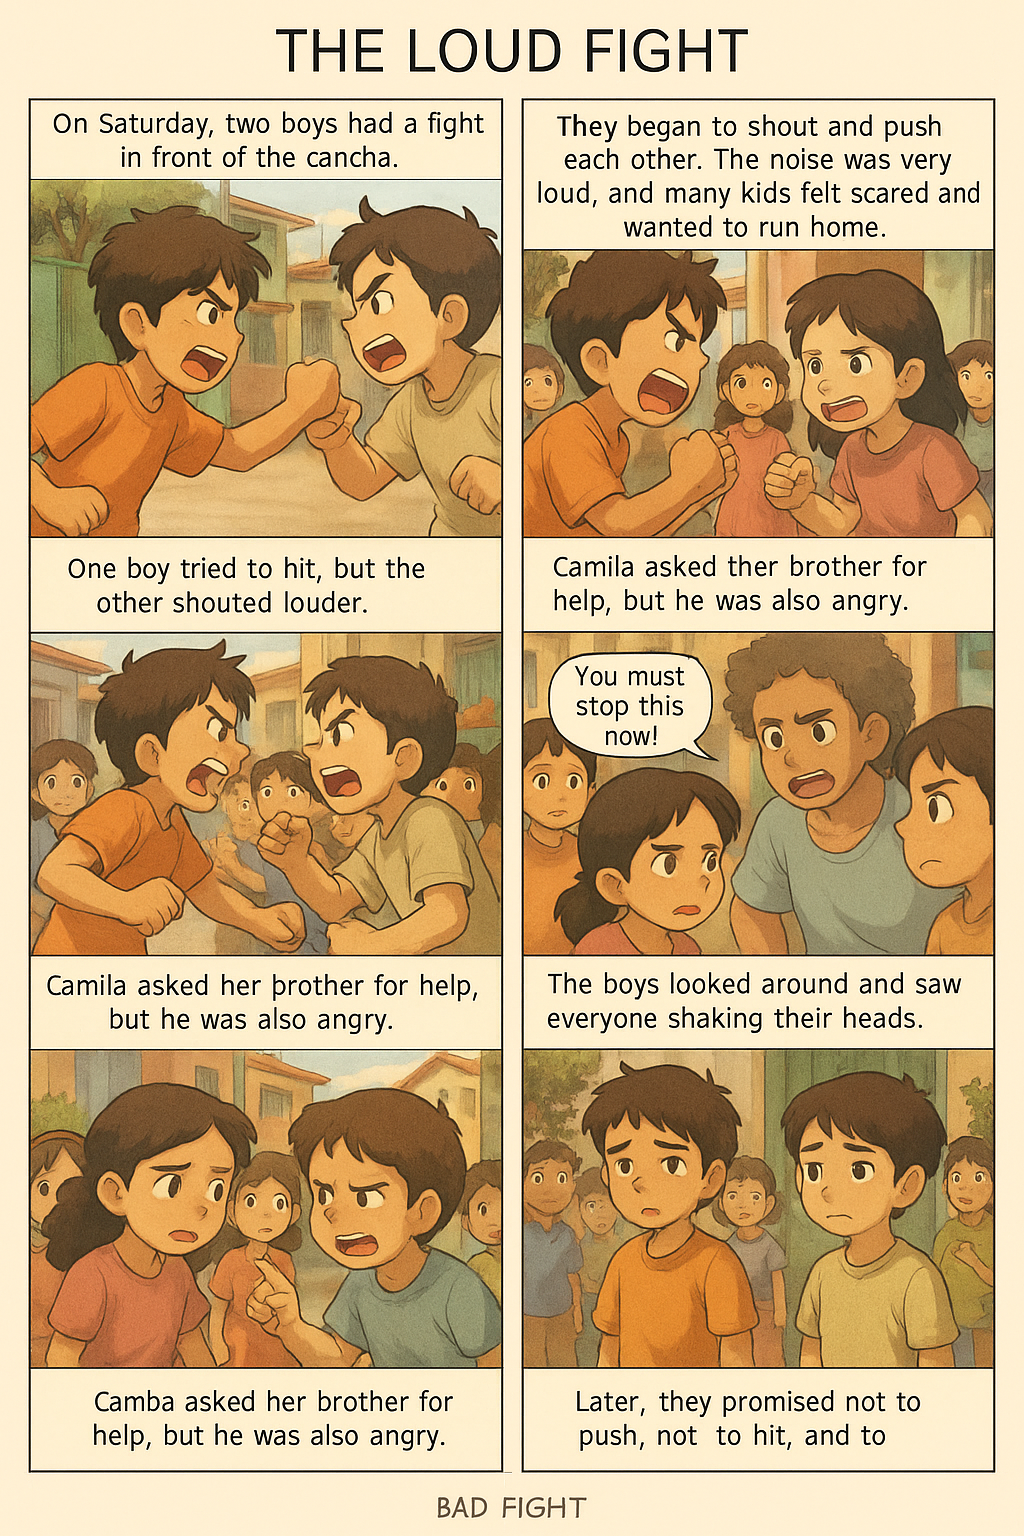 THE LOUD FIGHT
On Saturday, two boys had a fight
in front of the cancha.
They began to shout and push
each other. The noise was very
loud, and many kids felt scared and
wanted to run home.
One boy tried to hit, but the
other shouted louder.
Camila asked ther brother for
help, but he was also angry.
You must
stop this
now!
Camila asked her þrother for help,
but he was also angry.
The boys looked around and saw
everyone shaking their heads.
Camba asked her brother for
help, but he was also angry.
Later, they promised not to
push, not to hit, and to
BAD FIGHT